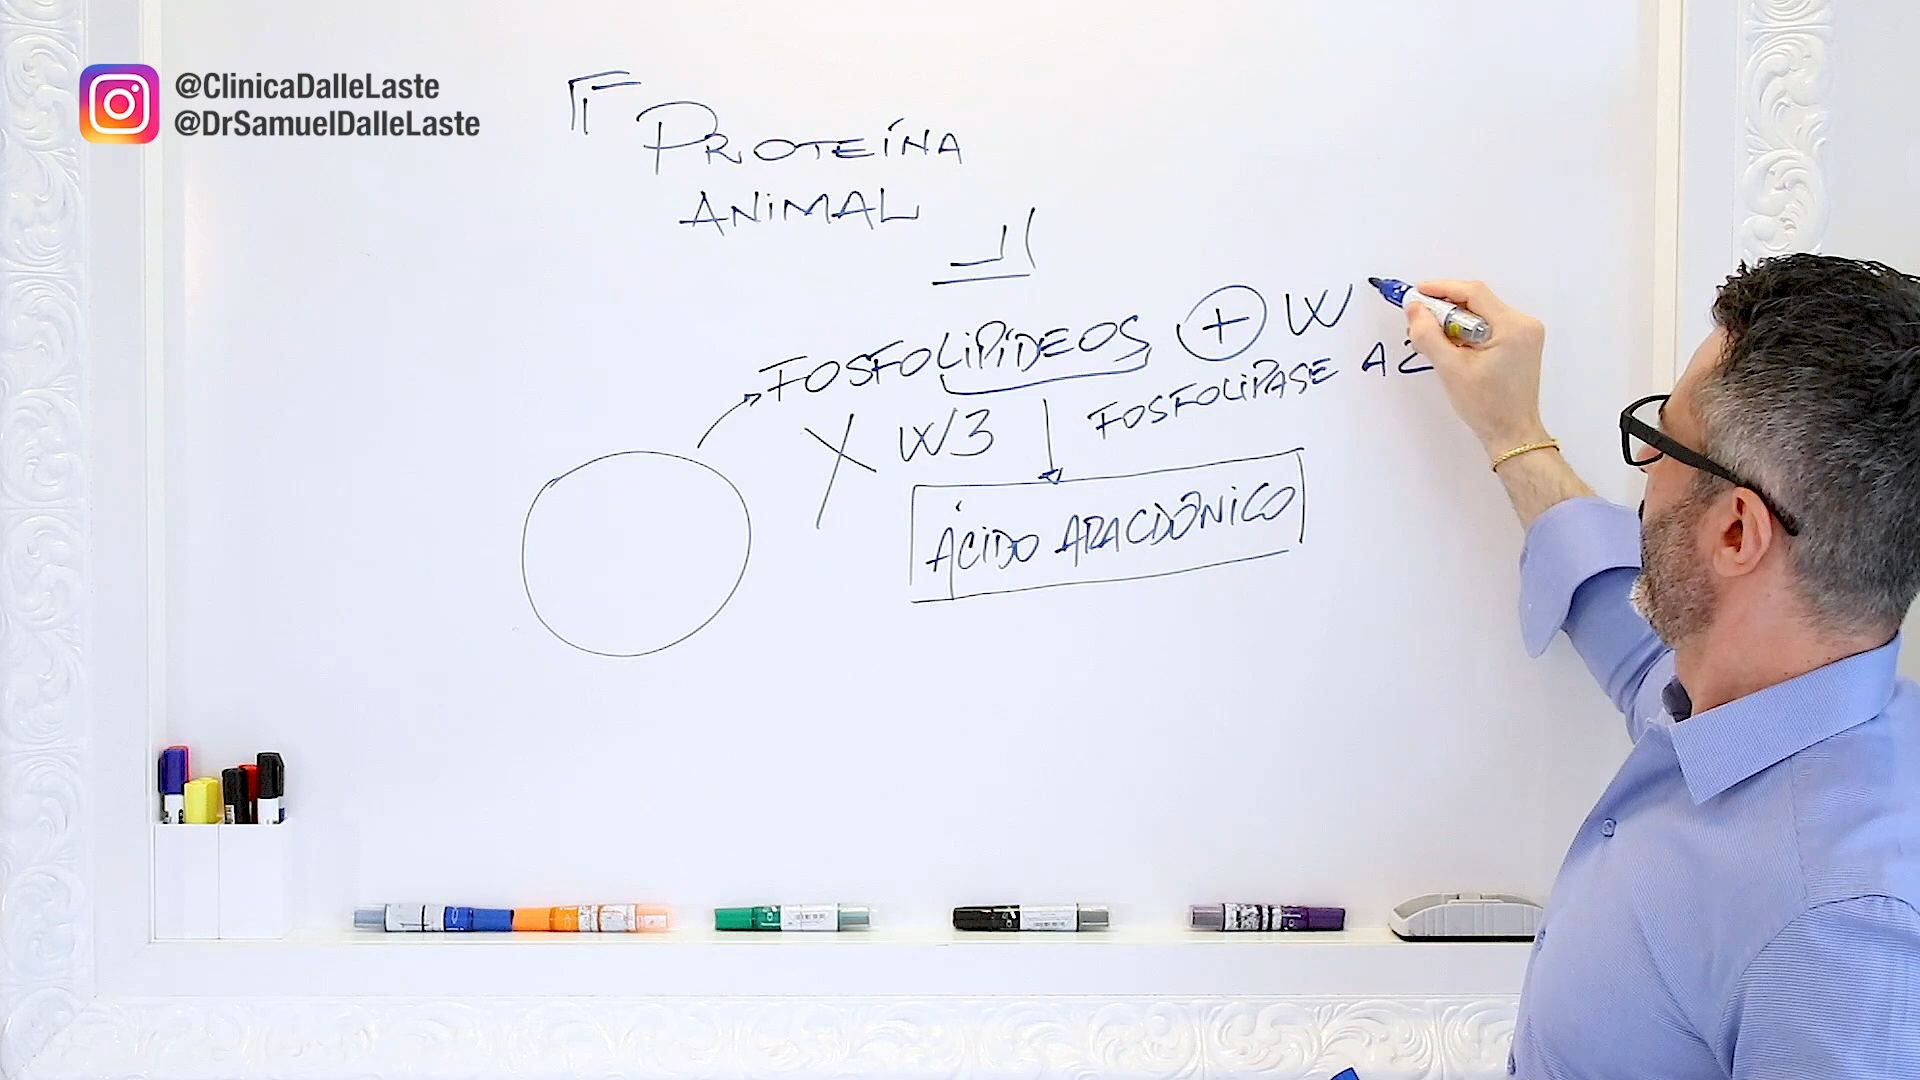 @ClinicaDalleLaste
@DrSamuelDalleLaste
PROTEÍNA
ANIMAL
FOSFOLIPÍDEOS + W
FOSFOLIPASE A2
X W3
ÁCIDO ARACDÔNICO